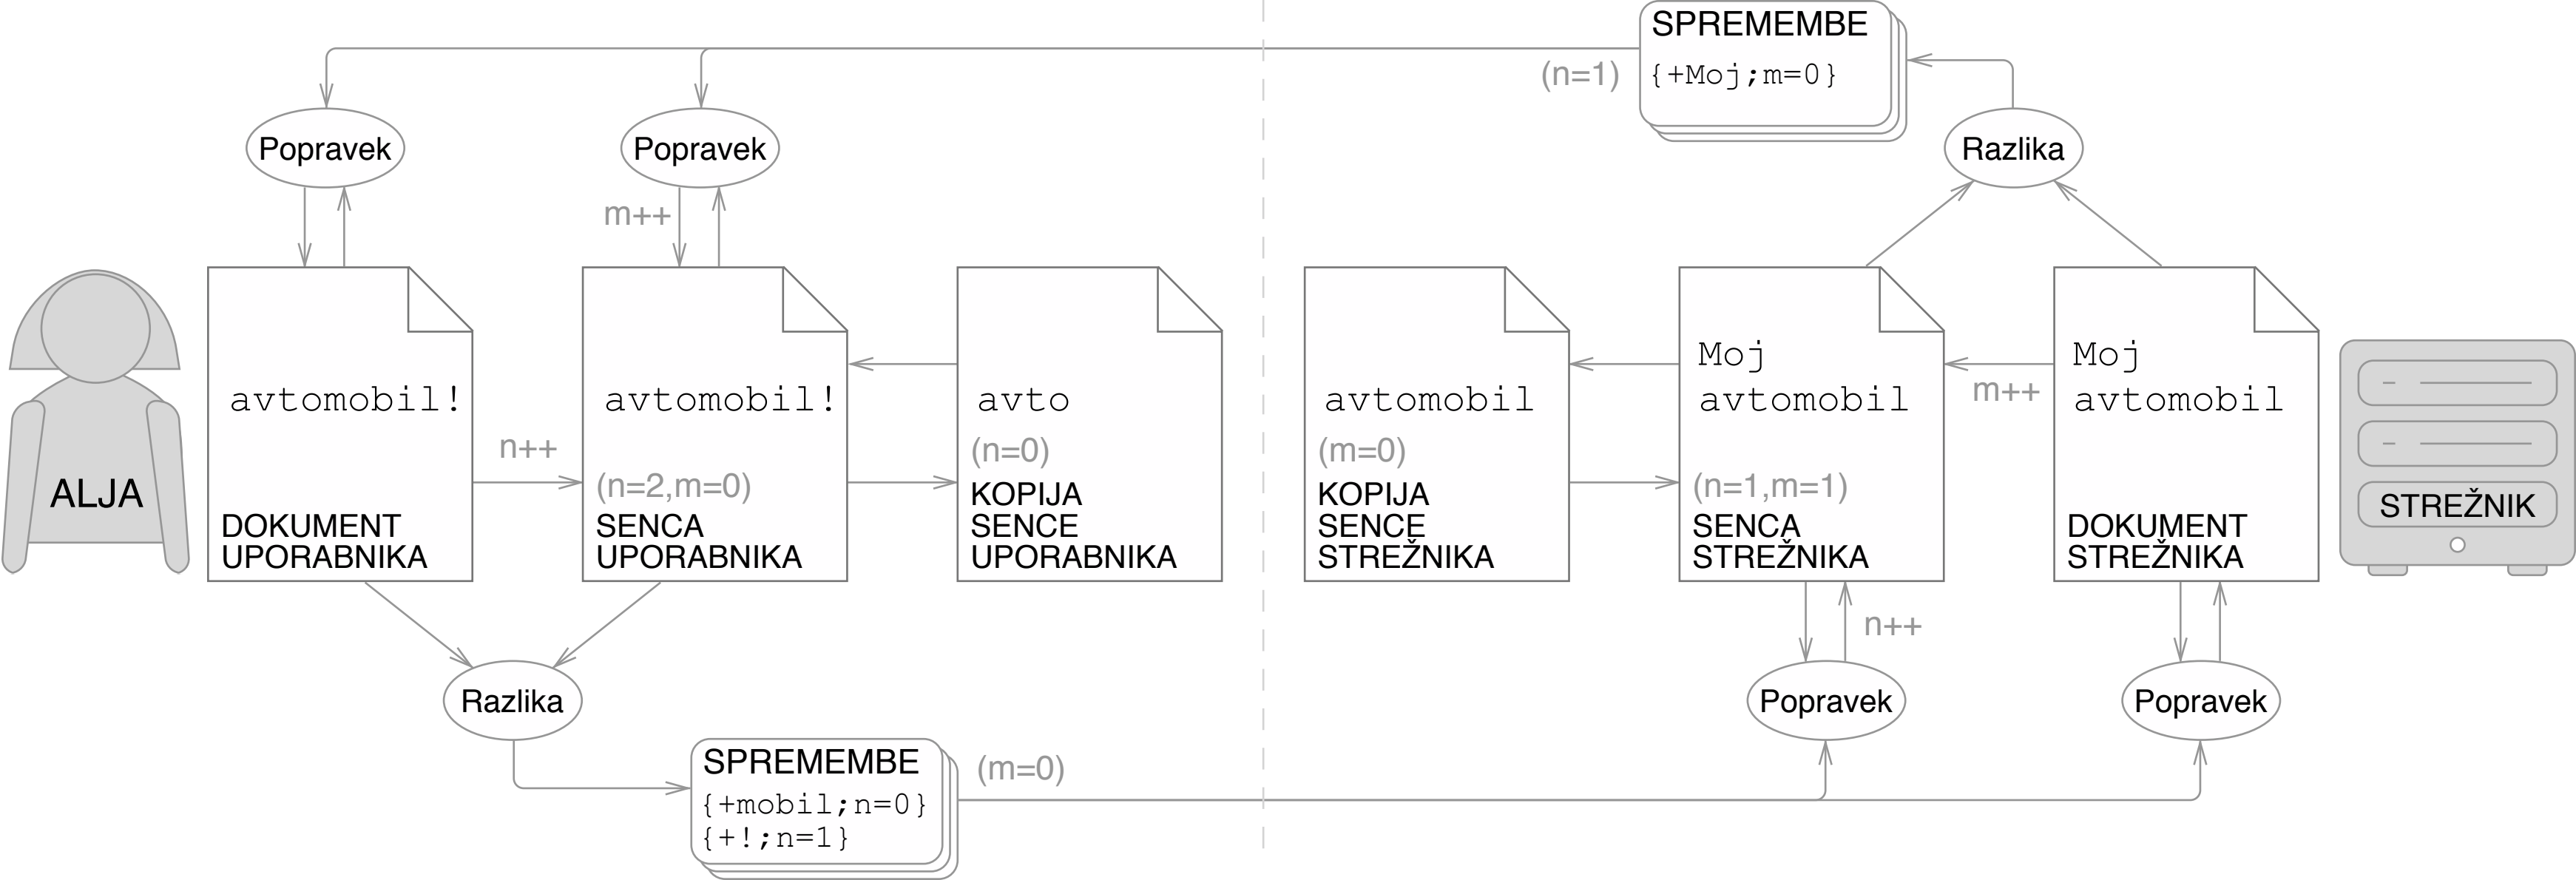 SPREMEMBE
{+Moj;m=0}
(n=1)
Popravek
Popravek
Razlika
m++
ALJA
avtomobil!
DOKUMENT
UPORABNIKA
n++
avtomobil!
(n=2,m=0)
SENCA
UPORABNIKA
avto
(n=0)
KOPIJA
SENCE
UPORABNIKA
avtomobil
(m=0)
KOPIJA
SENCE
STREŽNIKA
Moj
avtomobil
(n=1,m=1)
SENCA
STREŽNIKA
m++
Moj
avtomobil
DOKUMENT
STREŽNIKA
STREŽNIK
n++
Razlika
Popravek
Popravek
SPREMEMBE
{+mobil;n=0}
{+!;n=1}
(m=0)